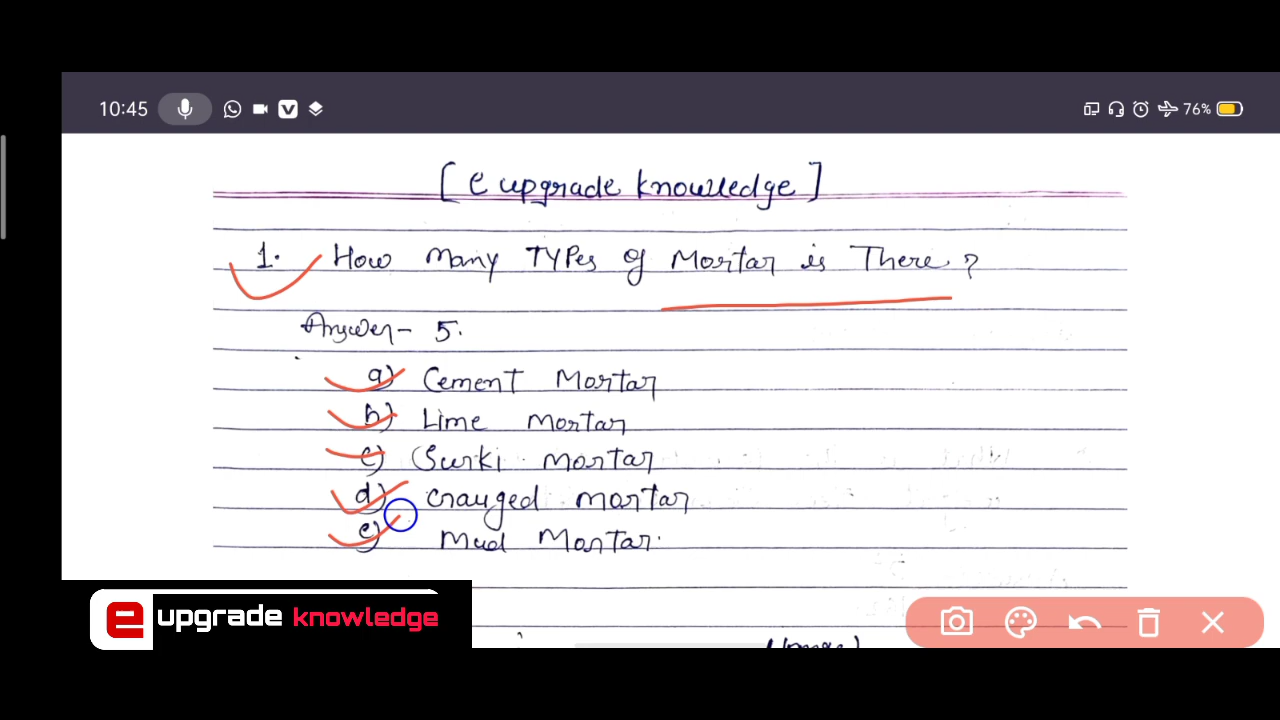 10:45
76%
[e upgrade knowledge]
1. How many TYPes of Mortar is There?
Answer- 5.
a) Cement Mortar
b) Lime mortar
c) (Surki mortar
d) Grauged mortar
e) Mud Mortar.
e upgrade knowledge